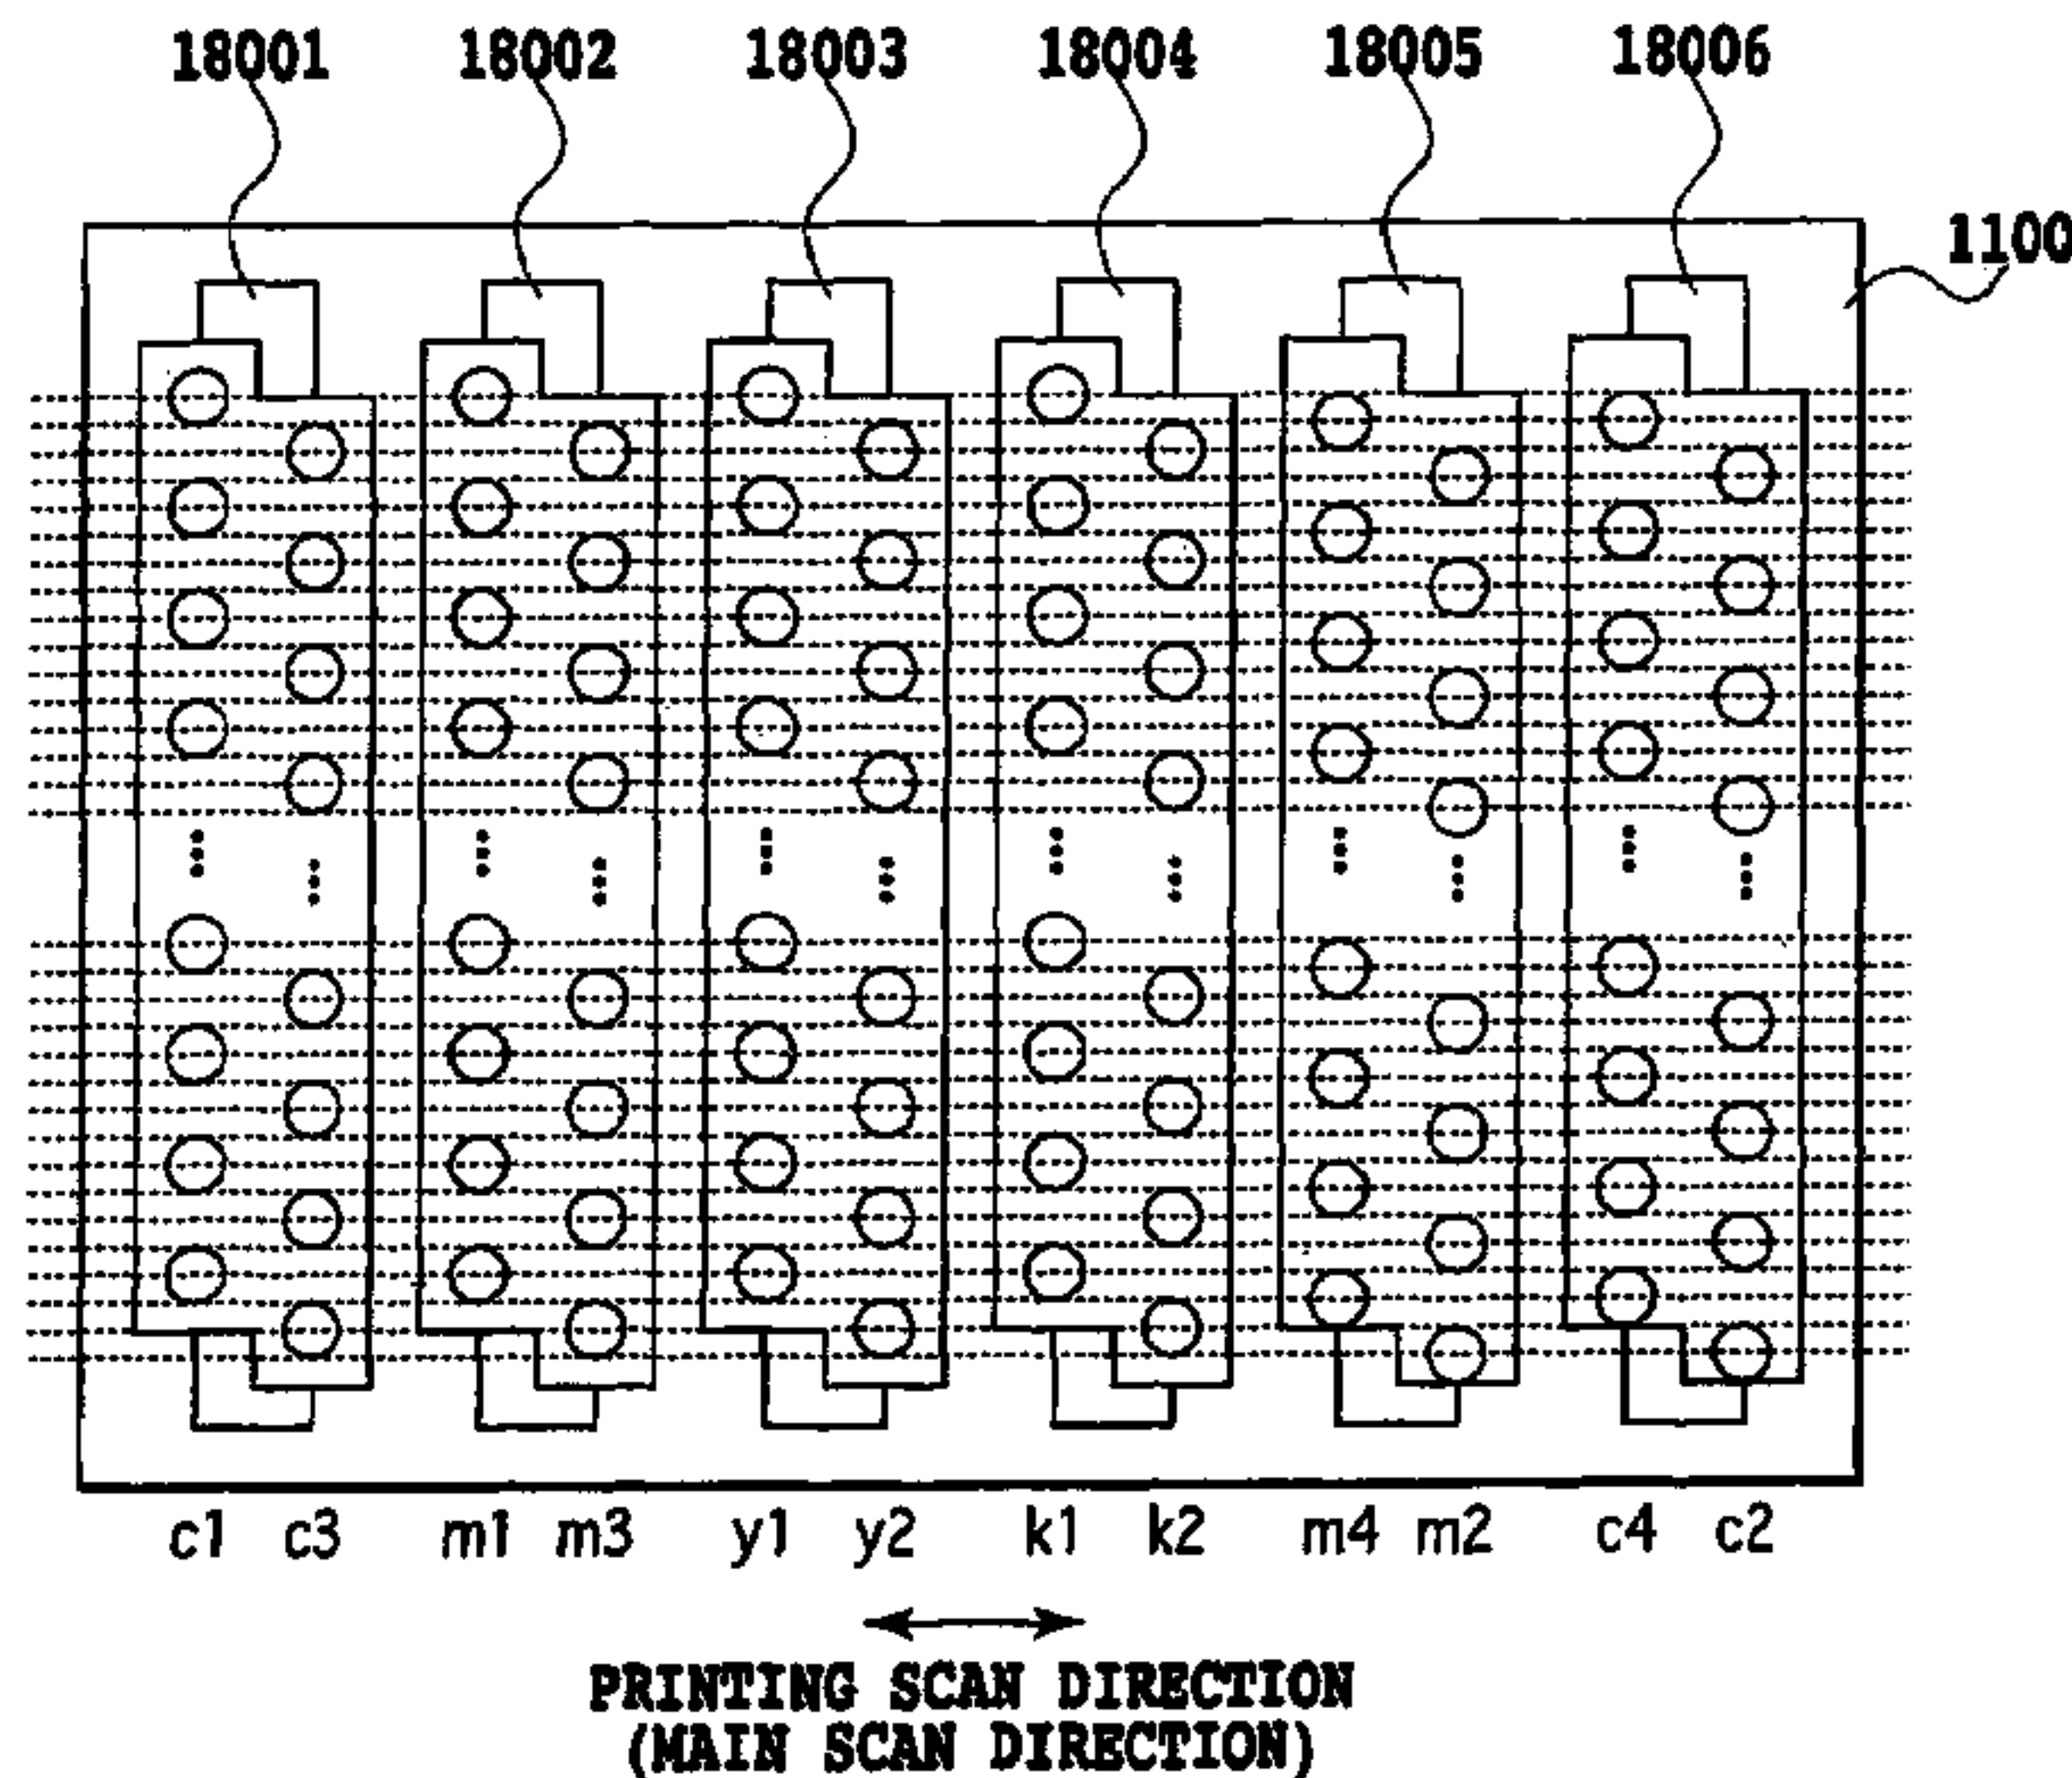 18001 18002 18003 18004 18005 18006
1100
c1 c3 m1 m3 y1 y2 k1 k2 m4 m2 c4 c2
PRINTING SCAN DIRECTION
(MAIN SCAN DIRECTION)